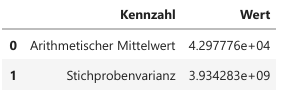 Kennzahl Wert
0 Arithmetischer Mittelwert 4.297776e+04
1 Stichprobenvarianz 3.934283e+09